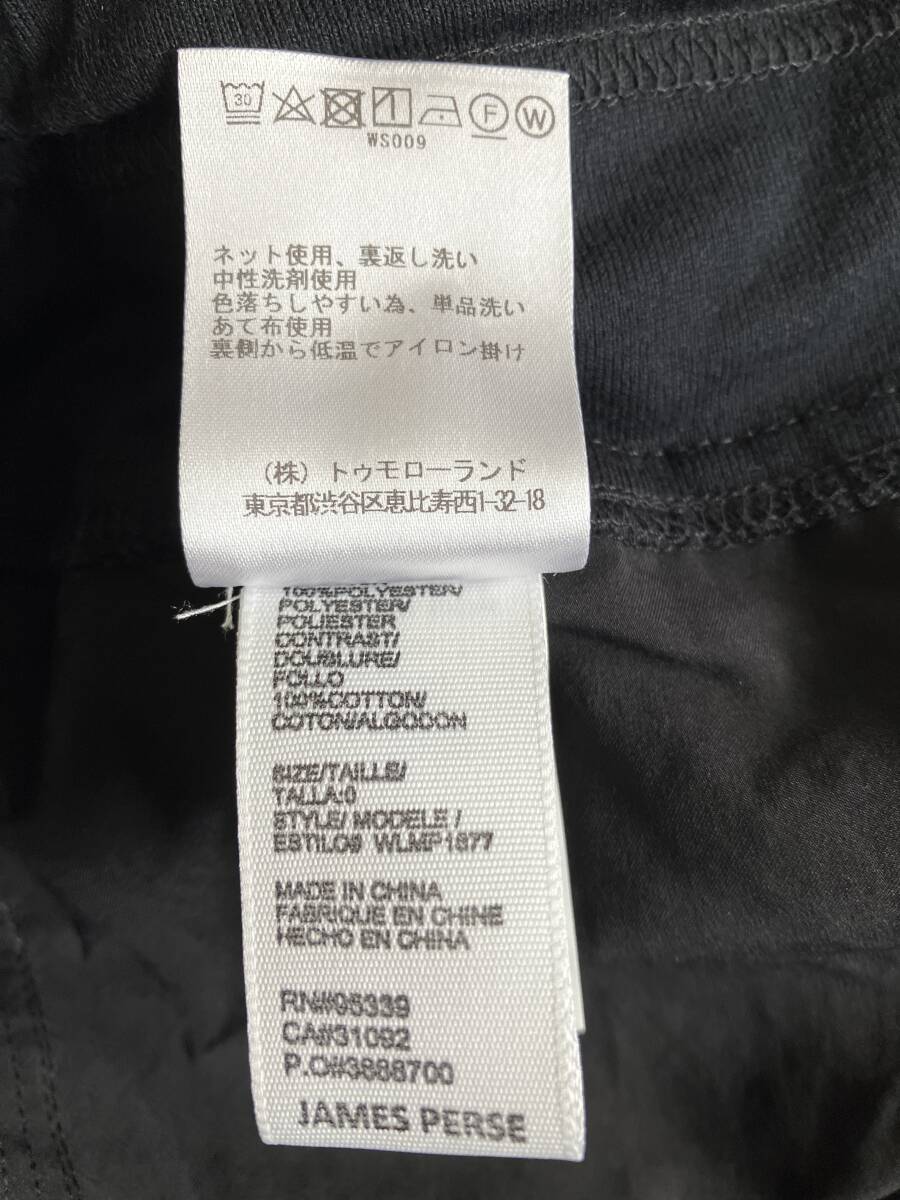 30
F
W
WS009
ネット使用、裏返し洗い
中性洗剤使用
色落ちしやすい為、単品洗い
あて布使用
裏側から低温でアイロン掛け
(株)トゥモローランド
東京都渋谷区恵比寿西1-32-18
100%POLYESTER/
POLYESTER/
POLIESTER
CONTRAST/
DOUBLURE/
FOLLO
100%COTTON/
COTON/ALGODON
SIZE/TAILLE/
TALLA:0
STYLE/ MODELE /
ESTILO# WLMP1877
MADE IN CHINA
FABRIQUE EN CHINE
HECHO EN CHINA
RN#95339
CA#31092
P.O#3888700
JAMES PERSE